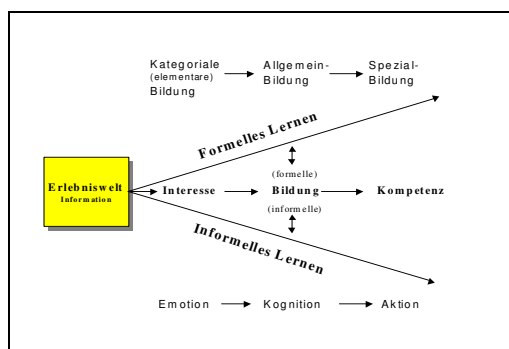 Kategoriale Allgemein- Spezial-
(elementare) Bildung Bildung
Bildung
Formelles Lernen
(formelle)
Erlebniswelt Interesse Bildung Kompetenz
Information
(informelle)
Informelles Lernen
Emotion Kognition Aktion